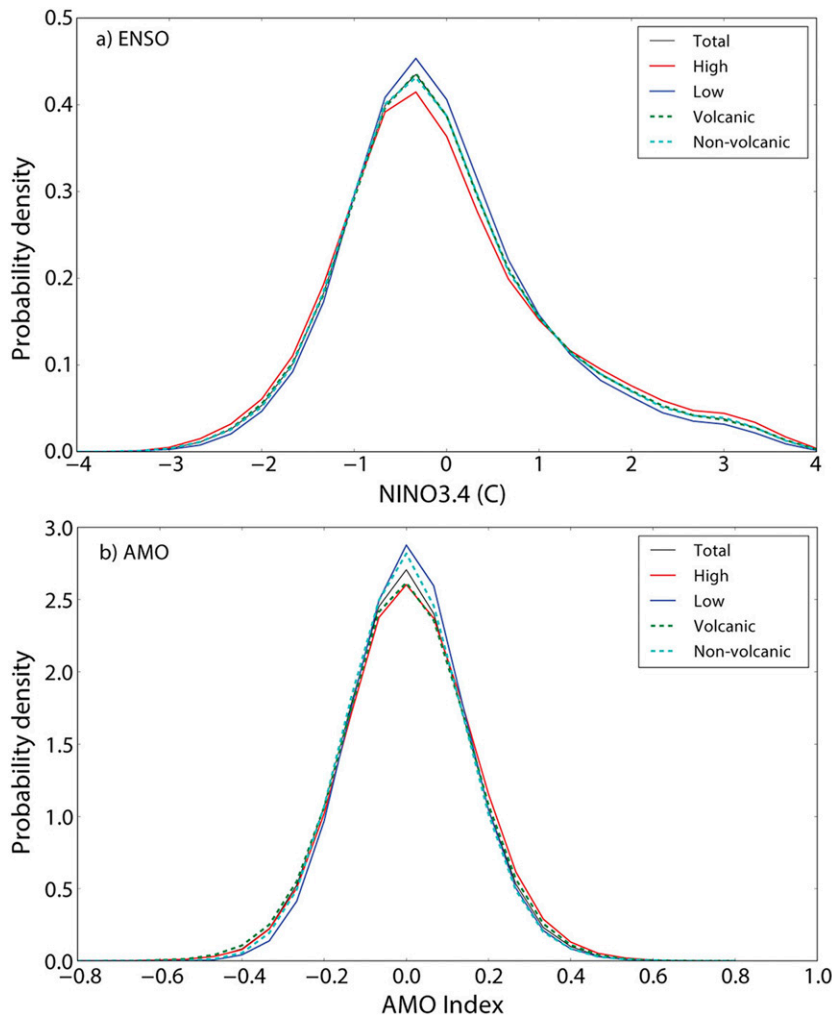 a) ENSO
Total
High
Low
Volcanic
Non-volcanic
Probability density
0.5
0.4
0.3
0.2
0.1
0.0
−4 −3 −2 −1 0 1 2 3 4
NINO3.4 (C)
b) AMO
Total
High
Low
Volcanic
Non-volcanic
Probability density
3.0
2.5
2.0
1.5
1.0
0.5
0.0
−0.8 −0.6 −0.4 −0.2 0.0 0.2 0.4 0.6 0.8 1.0
AMO Index